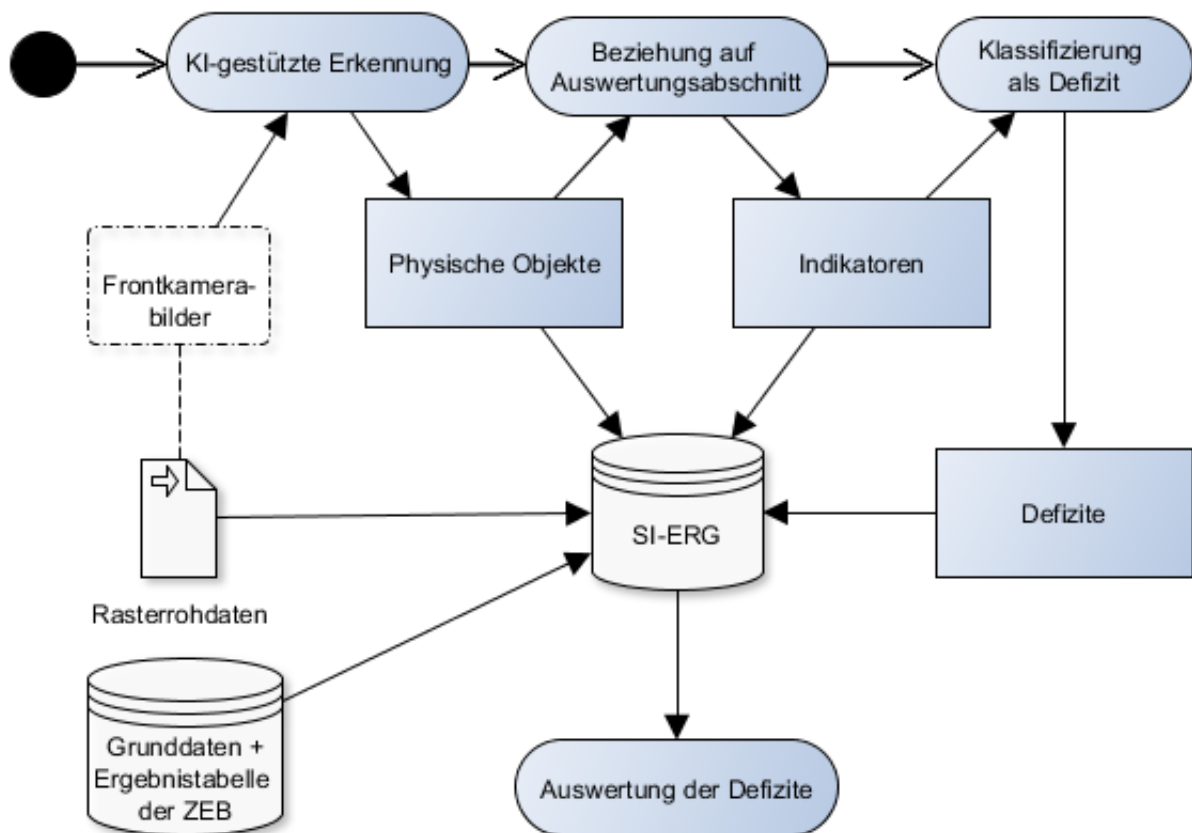 KI-gestützte Erkennung
Beziehung auf
Auswertungsabschnitt
Klassifizierung
als Defizit
Physische Objekte
Indikatoren
Frontkamera-
bilder
SI-ERG
Defizite
Rasterrohdaten
Grunddaten +
Ergebnistabelle
der ZEB
Auswertung der Defizite